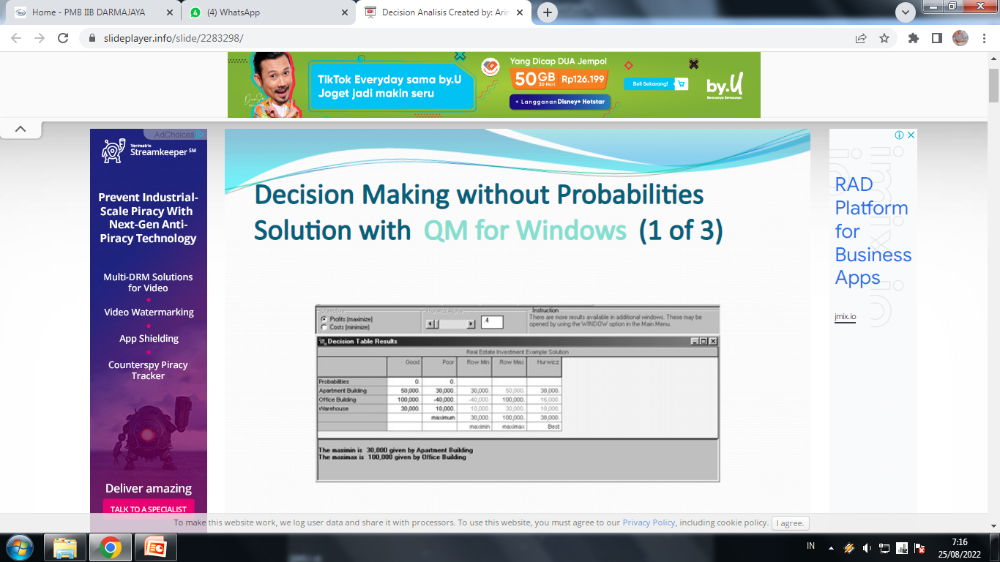 Home - PMB IIB DARMAJAYA
(4) WhatsApp
Decision Analisis Created by: Arin
slideplayer.info/slide/2283298/
TikTok Everyday sama by.U
Joget jadi makin seru
Yang Dicap DUA Jempol
50GB 30 Hari Rp126.199
• Langganan Disney+ Hotstar
Beli Sekarang!
by.U
Semuanya Semaunya.
AdChoices
Verimatrix
Streamkeeper SM
Prevent Industrial-
Scale Piracy With
Next-Gen Anti-
Piracy Technology
Multi-DRM Solutions
for Video
Video Watermarking
App Shielding
Counterspy Piracy
Tracker
Deliver amazing
TALK TO A SPECIALIST
Decision Making without Probabilities
Solution with QM for Windows (1 of 3)
Objective
Profits (maximize)
Costs (minimize)
Hurwicz Alpha
.4
Instruction
There are more results available in additional windows. These may be
opened by using the WINDOW option in the Main Menu.
Decision Table Results
Real Estate Investment Example Solution
Good Poor Row Min Row Max Hurwicz
Probabilities 0. 0.
Apartment Building 50,000. 30,000. 30,000. 50,000. 38,000.
Office Building 100,000. -40,000. -40,000. 100,000. 16,000.
Warehouse 30,000. 10,000. 10,000. 30,000. 18,000.
maximum 30,000. 100,000. 38,000.
maximin maximax Best
The maximin is 30,000 given by Apartment Building
The maximax is 100,000 given by Office Building
RAD
Platform
for
Business
Apps
jmix.io
To make this website work, we log user data and share it with processors. To use this website, you must agree to our Privacy Policy, including cookie policy.
I agree.
IN
7:16
25/08/2022